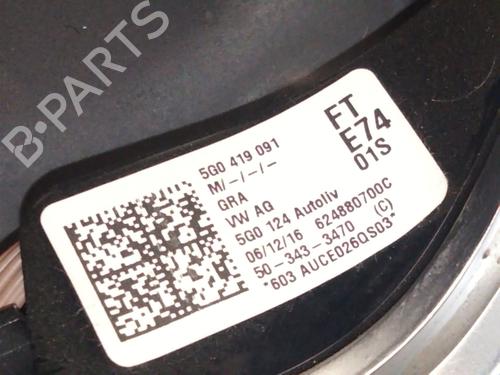 B-PARTS
5G0 419 091
M/-/-/-
GRA
VW AG
5G0 124 Autoliv
06/12/16 624880700C
50-343-3470 (C)
*603 AUCE026QS03*
FT
E74
01S